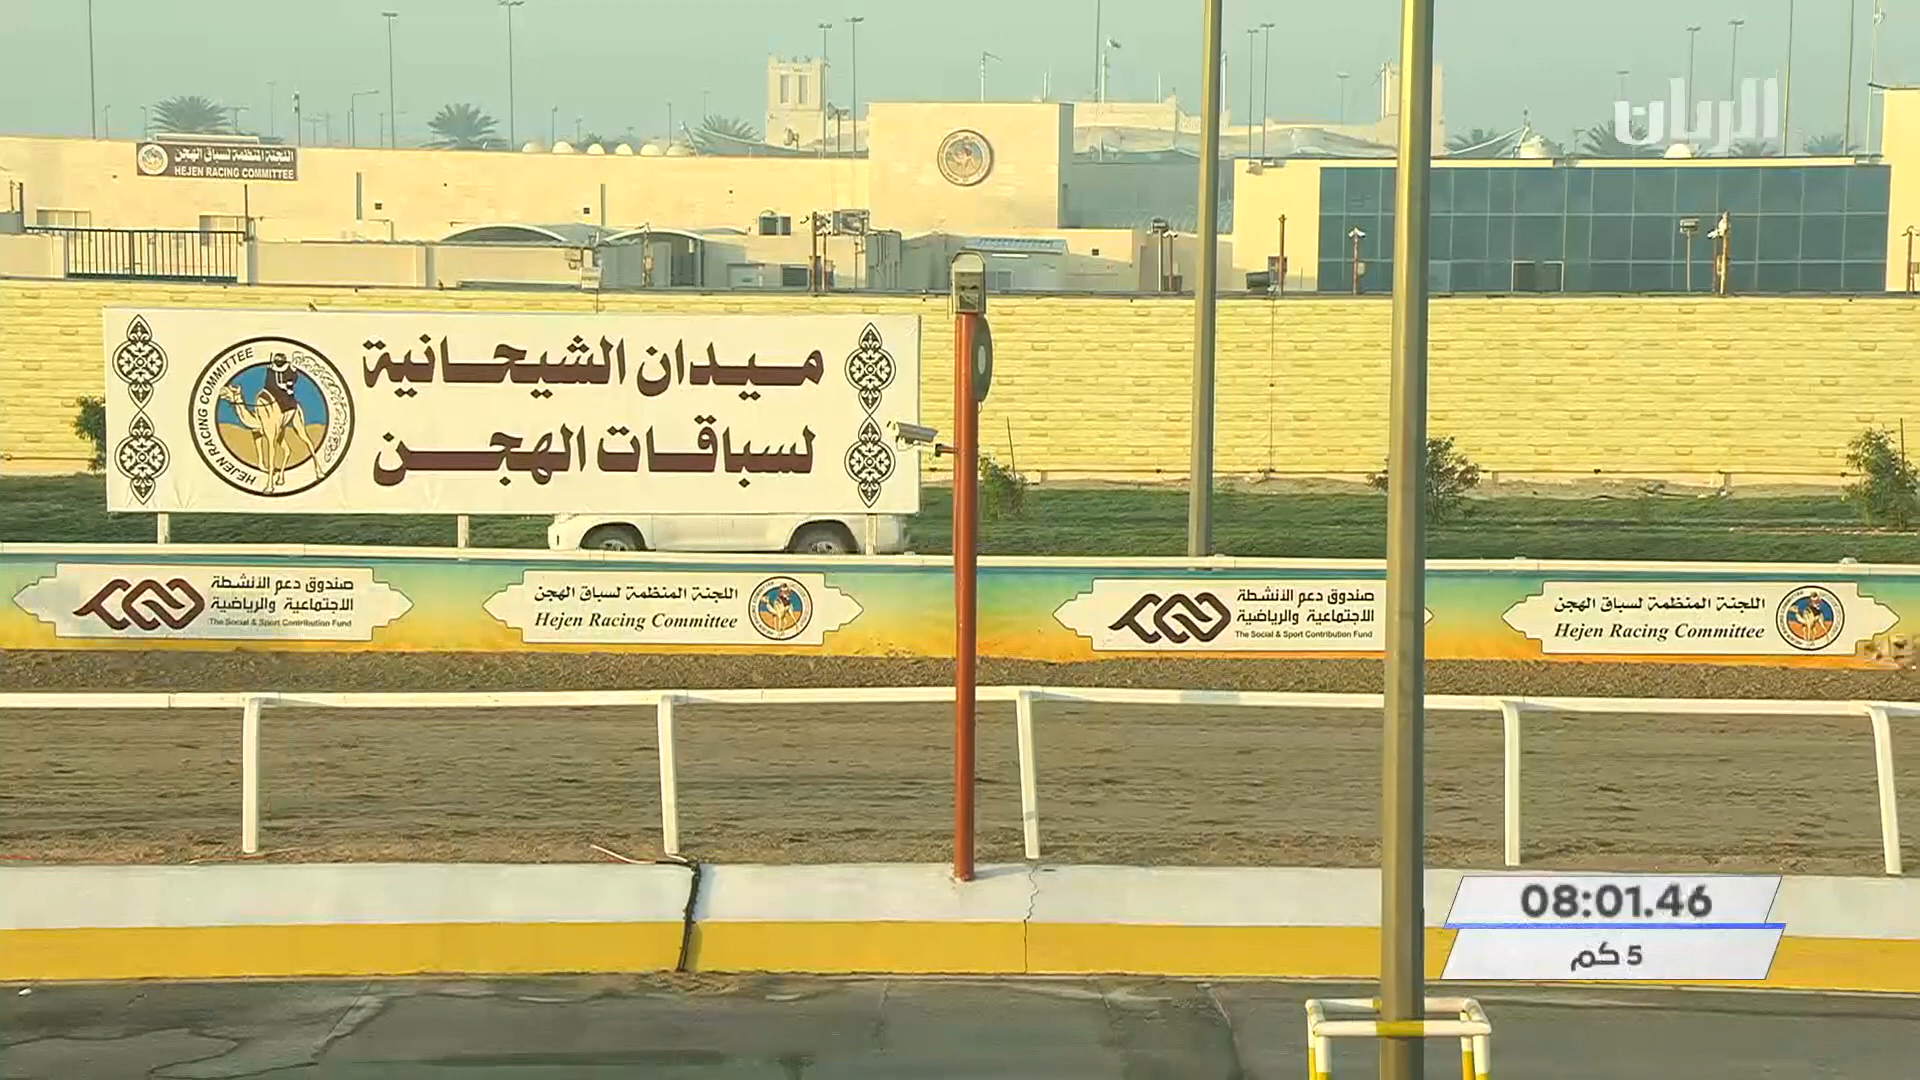 الريان
اللجنة المنظمة لسباق الهجن
HEJEN RACING COMMITTEE
ميدان الشيحانية
لسباقات الهجن
HEJEN RACING COMMITTEE
صندوق دعم الأنشطة
الاجتماعية والرياضية
The Social & Sport Contribution Fund
اللجنة المنظمة لسباق الهجن
Hejen Racing Committee
صندوق دعم الأنشطة
الاجتماعية والرياضية
The Social & Sport Contribution Fund
اللجنة المنظمة لسباق الهجن
Hejen Racing Committee
08:01.46
5 كم